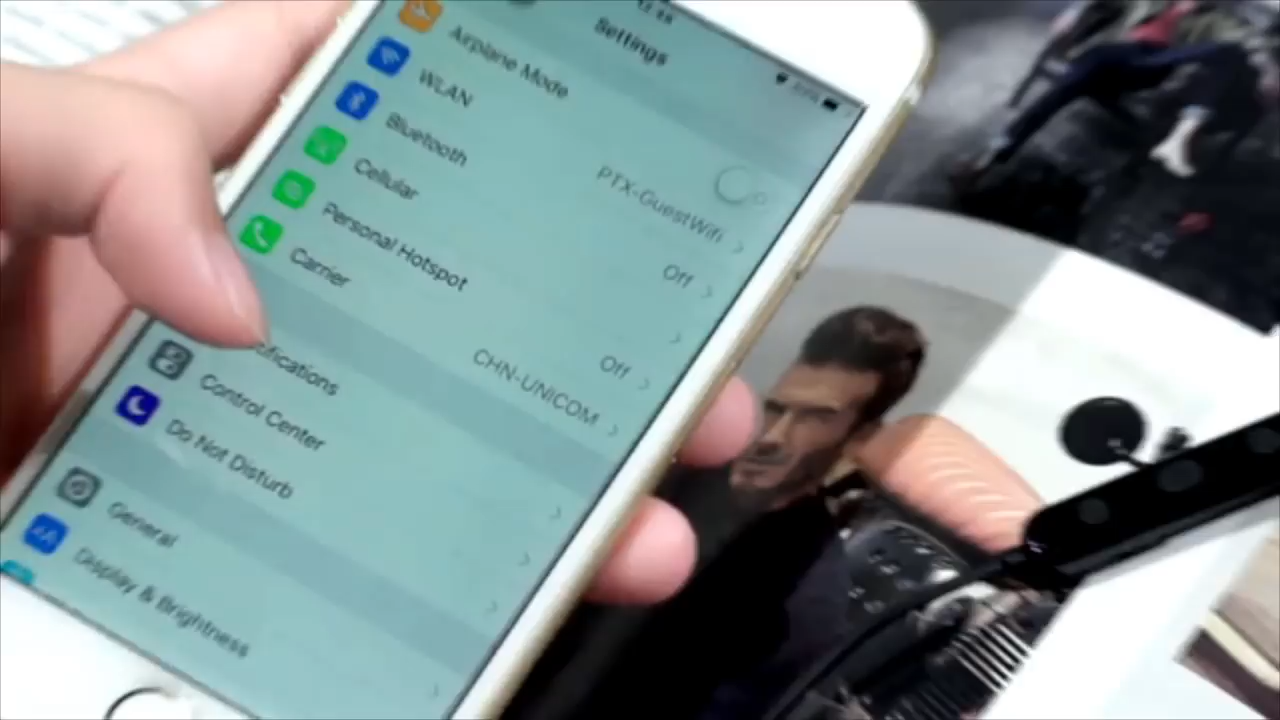 Settings
Airplane Mode
WLAN
PTX-GuestWifi
Bluetooth
Off
Cellular
Personal Hotspot
Off
Carrier
CHN-UNICOM
ifications
Control Center
Do Not Disturb
General
Display & Brightness